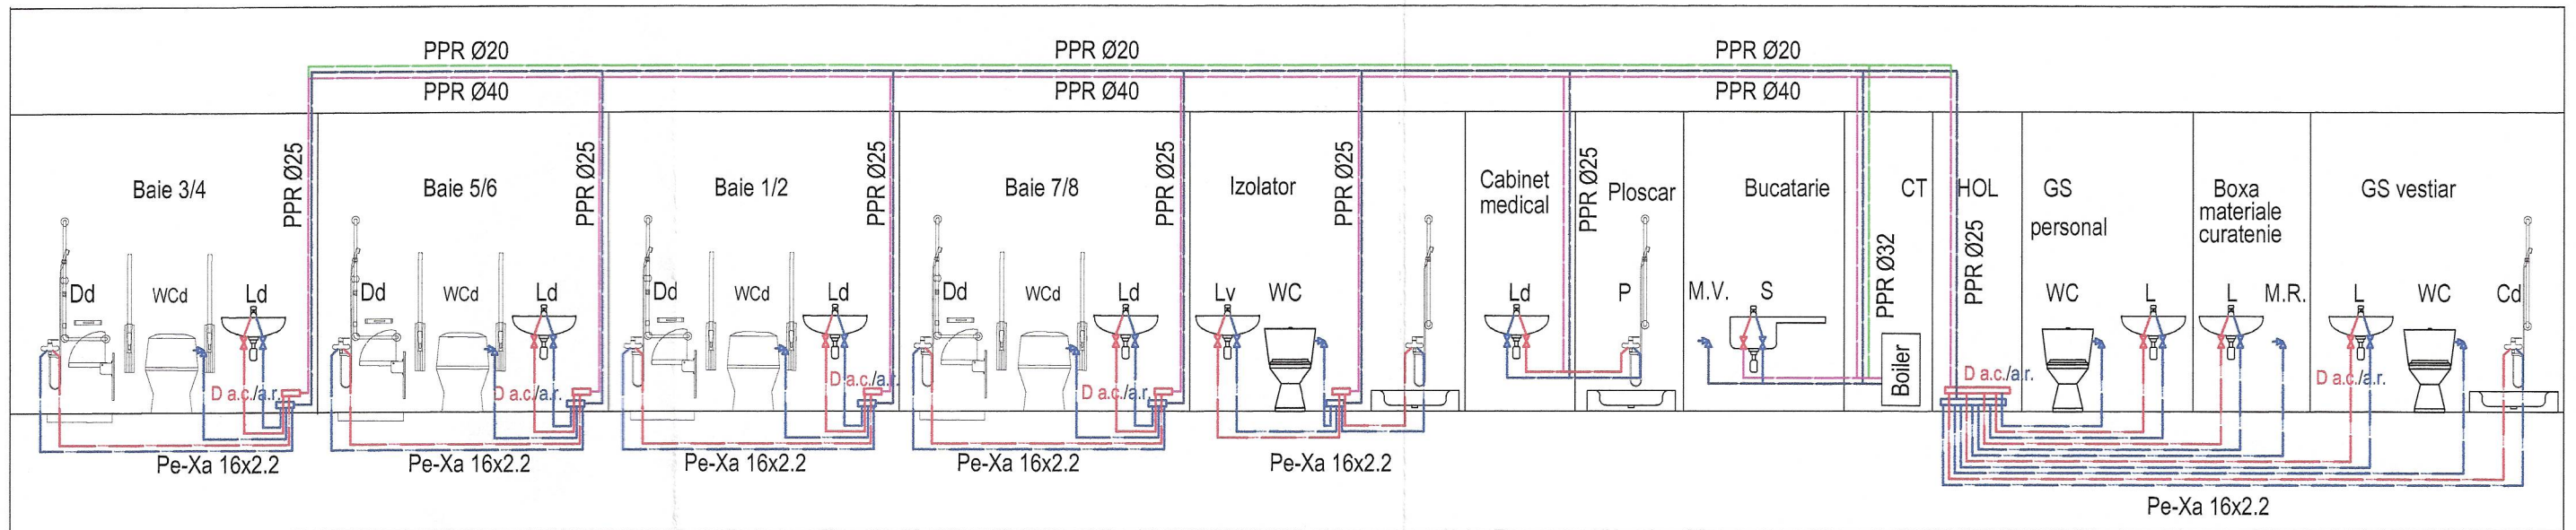 PPR Ø20
PPR Ø20
PPR Ø20
PPR Ø40
PPR Ø40
PPR Ø40
Baie 3/4
PPR Ø25
Baie 5/6
PPR Ø25
Baie 1/2
PPR Ø25
Baie 7/8
PPR Ø25
Izolator
PPR Ø25
Cabinet
medical
PPR Ø25
Ploscar
Bucatarie
CT
PPR Ø32
HOL
PPR Ø25
GS
personal
Boxa
materiale
curatenie
GS vestiar
Dd
WCd
Ld
Dd
WCd
Ld
Dd
WCd
Ld
Dd
WCd
Ld
Lv
WC
Ld
P
M.V.
S
WC
L
L
M.R.
L
WC
Cd
Boiler
D a.c./a.r.
D a.c./a.r.
D a.c./a.r.
D a.c./a.r.
D a.c./a.r.
D a.c./a.r.
Pe-Xa 16x2.2
Pe-Xa 16x2.2
Pe-Xa 16x2.2
Pe-Xa 16x2.2
Pe-Xa 16x2.2
Pe-Xa 16x2.2